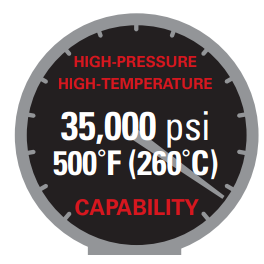 HIGH-PRESSURE
HIGH-TEMPERATURE
35,000 psi
500˚F (260˚C)
CAPABILITY